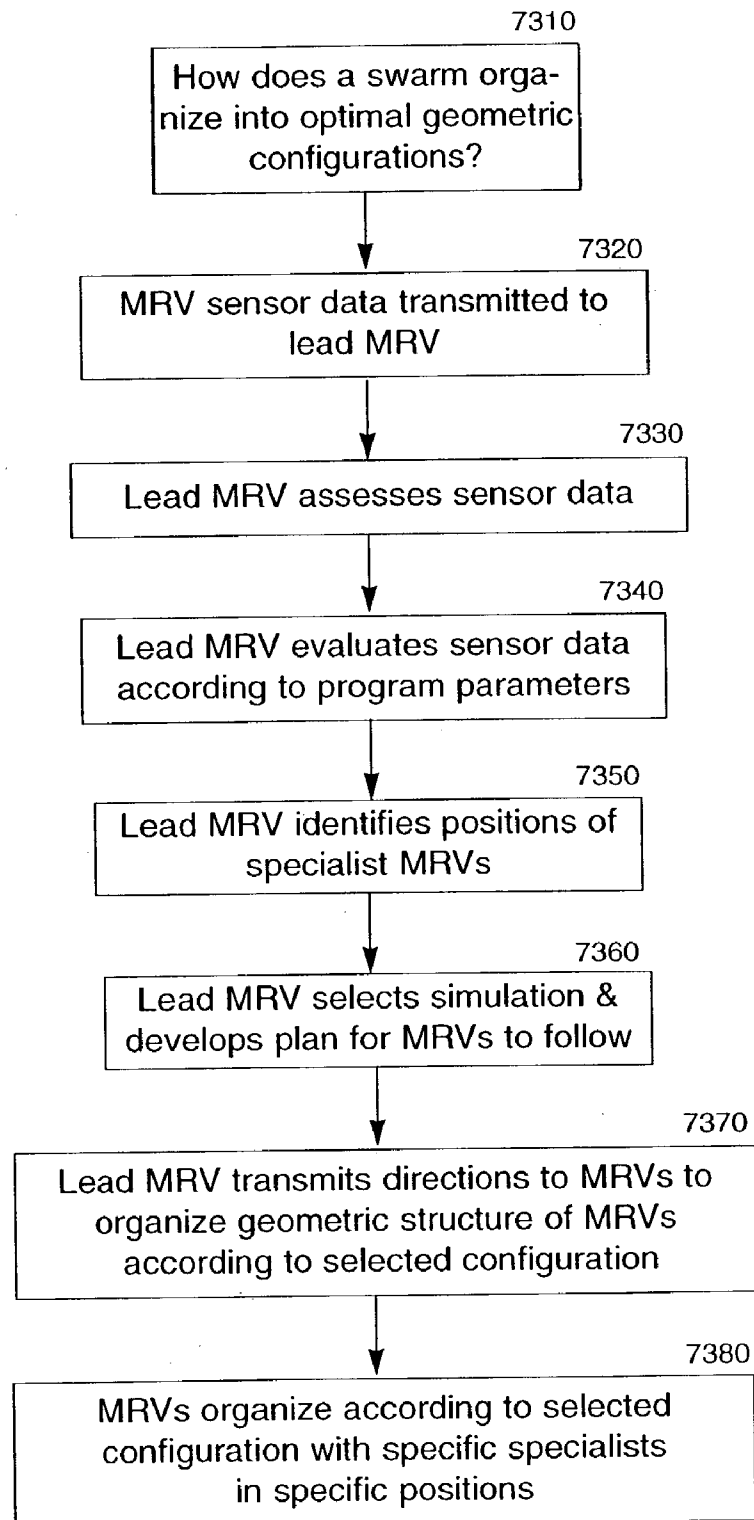 7310
How does a swarm orga-
nize into optimal geometric
configurations?
7320
MRV sensor data transmitted to
lead MRV
7330
Lead MRV assesses sensor data
7340
Lead MRV evaluates sensor data
according to program parameters
7350
Lead MRV identifies positions of
specialist MRVs
7360
Lead MRV selects simulation &
develops plan for MRVs to follow
7370
Lead MRV transmits directions to MRVs to
organize geometric structure of MRVs
according to selected configuration
7380
MRVs organize according to selected
configuration with specific specialists
in specific positions